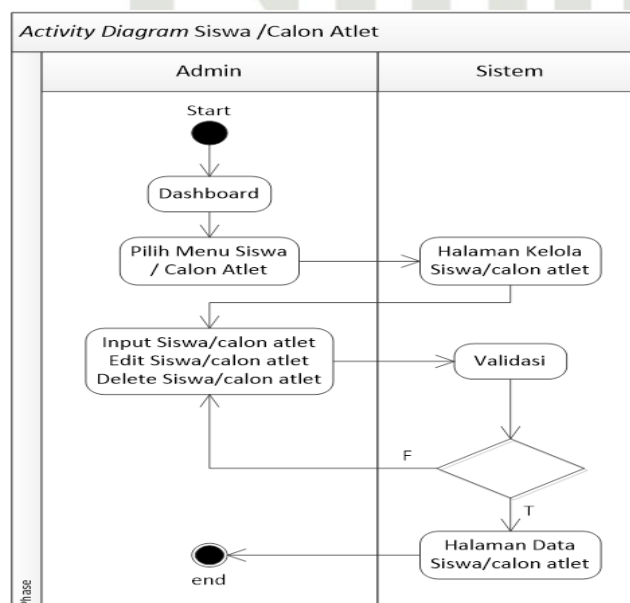 Activity Diagram Siswa /Calon Atlet
Admin
Sistem
Start
Dashboard
Pilih Menu Siswa
/ Calon Atlet
Halaman Kelola
Siswa/calon atlet
Input Siswa/calon atlet
Edit Siswa/calon atlet
Delete Siswa/calon atlet
Validasi
F
T
Halaman Data
Siswa/calon atlet
end
Phase